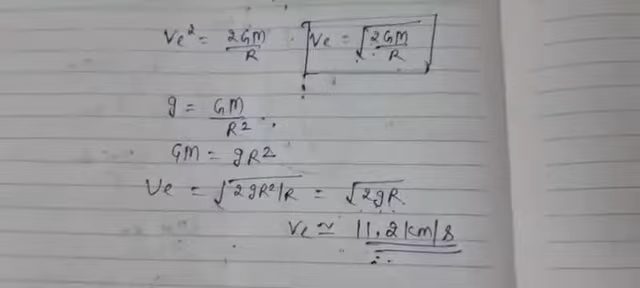 Ve² = 2GM/R   Ve = √(2GM/R)
g = GM/R²
GM = gR²
Ve = √(2gR²/R) = √(2gR)
Ve ≃ 11.2 km/s